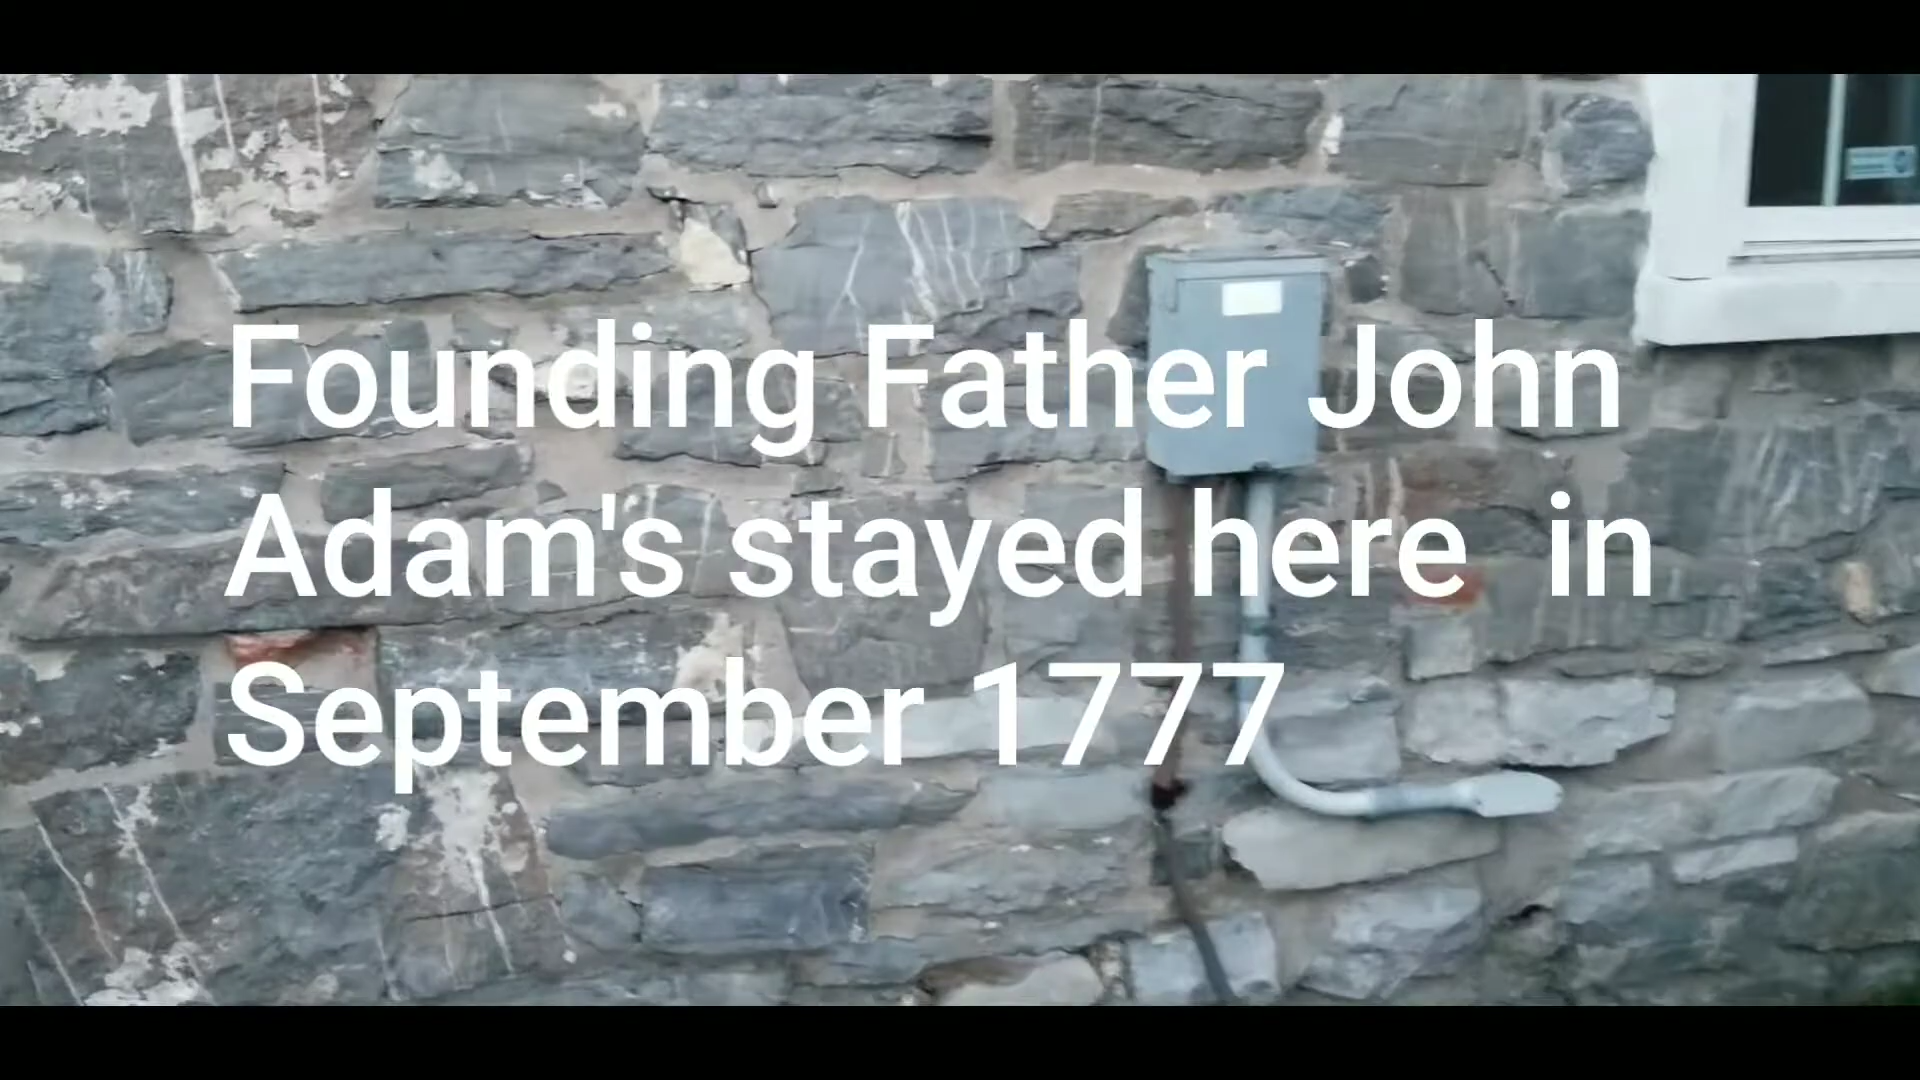 Founding Father John
Adam's stayed here  in
September 1777